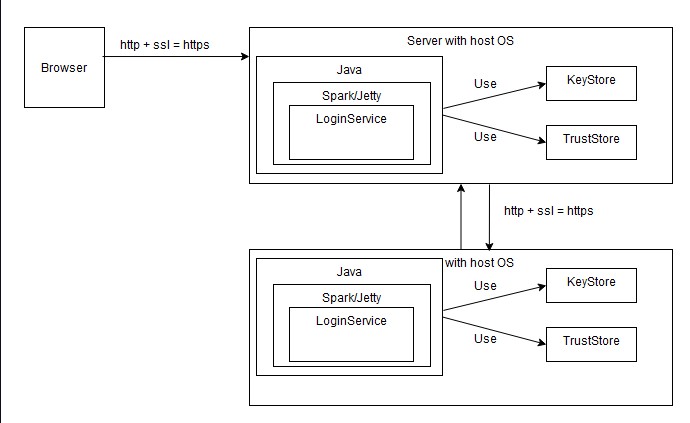 http + ssl = https
Server with host OS
Browser
Java
Spark/Jetty
LoginService
Use
KeyStore
Use
TrustStore
http + ssl = https
with host OS
Java
Spark/Jetty
LoginService
Use
KeyStore
Use
TrustStore